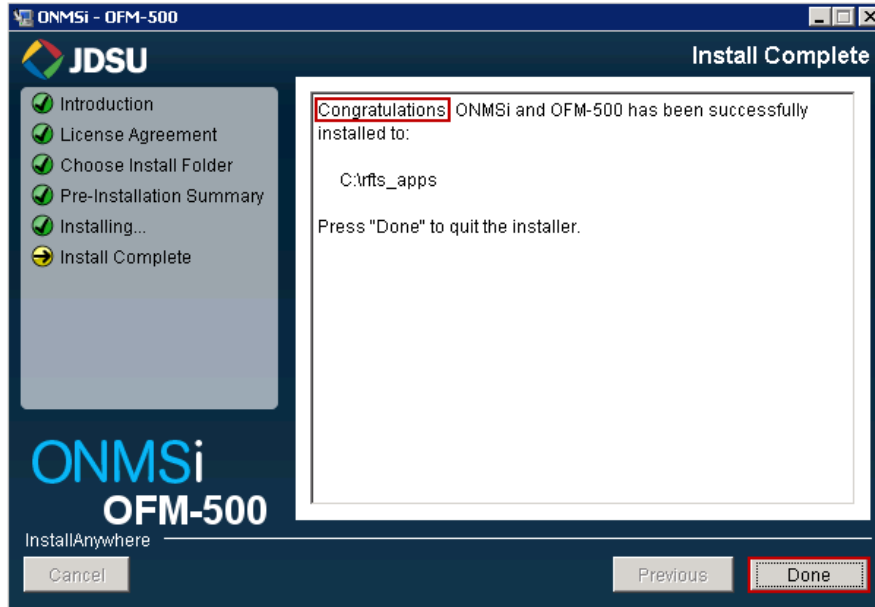 ONMSi - OFM-500
JDSU
Install Complete
Introduction
License Agreement
Choose Install Folder
Pre-Installation Summary
Installing...
Install Complete
Congratulations! ONMSi and OFM-500 has been successfully
installed to:
C:\rfts_apps
Press "Done" to quit the installer.
ONMSi
OFM-500
InstallAnywhere
Cancel
Previous
Done